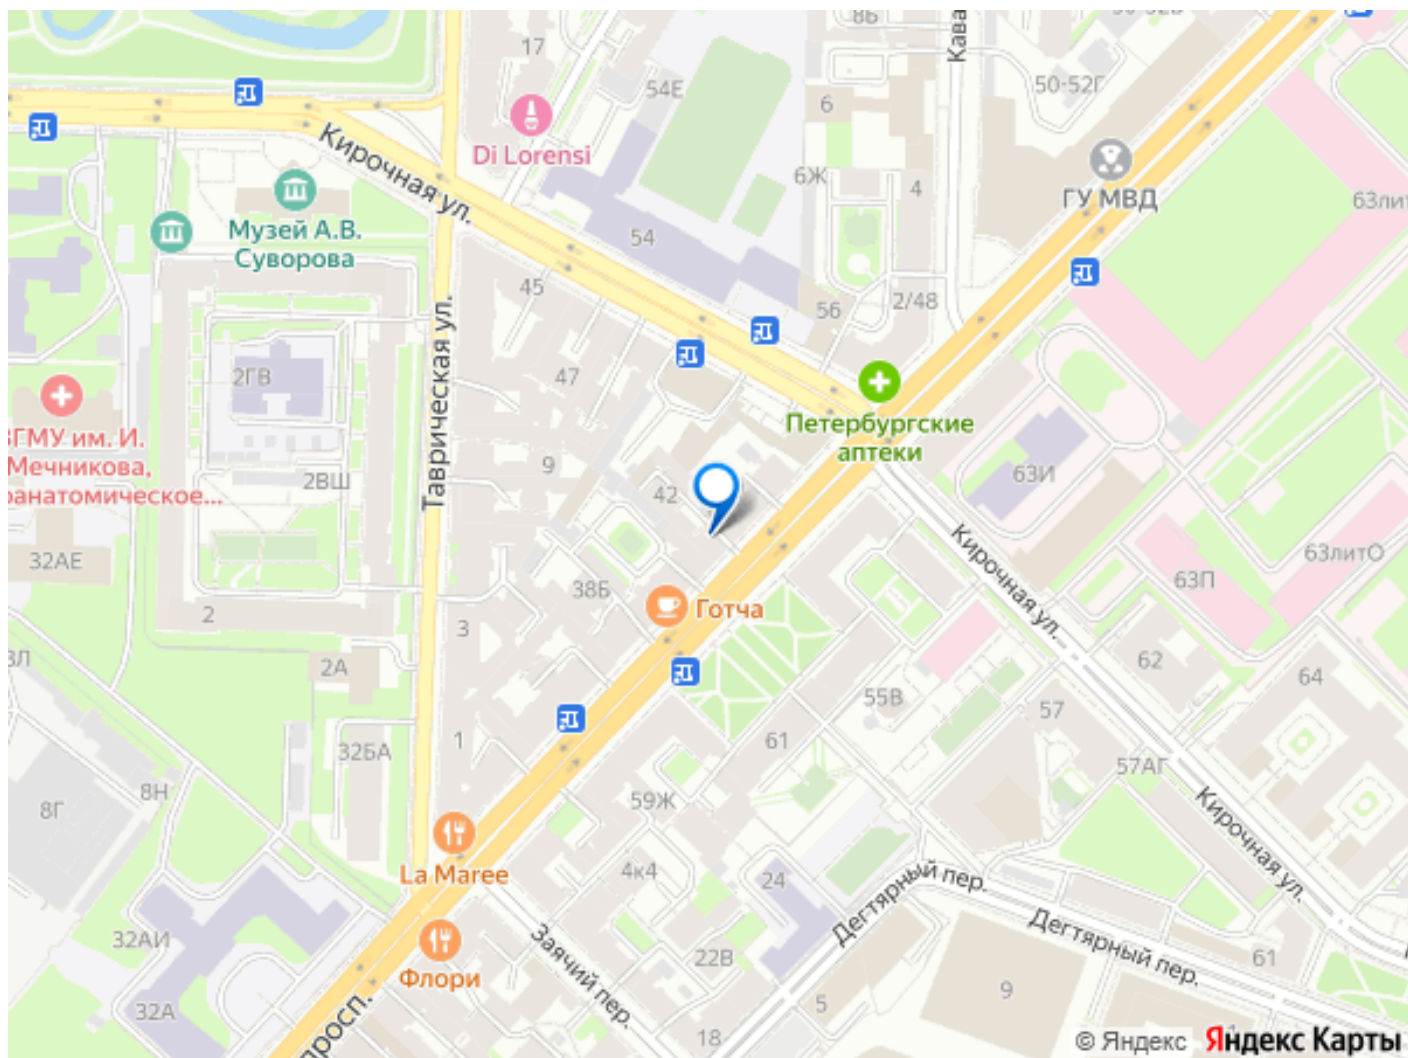 8Б
50-52Г
17
54Е
6
Кирочная ул.
Di Lorensi
6Ж
4
ГУ МВД
63лит
Музей А.В.
Суворова
54
45
56
2/48
Таврическая ул.
47
2ГВ
Петербургские
аптеки
ГМУ им. И.
Мечникова,
ранатомическое...
9
2ВШ
42
63И
Кирочная ул.
63литО
32АЕ
38Б
63П
Готча
2
3
2А
62
64
55В
57
1
61
32БА
57АГ
8Н
8Г
59Ж
Кирочная ул.
La Maree
4к4
24
Дегтярный пер.
Дегтярный пер.
32АИ
Заячий пер.
22В
61
Флори
9
5
32А
просп.
18
© Яндекс
Яндекс Карты